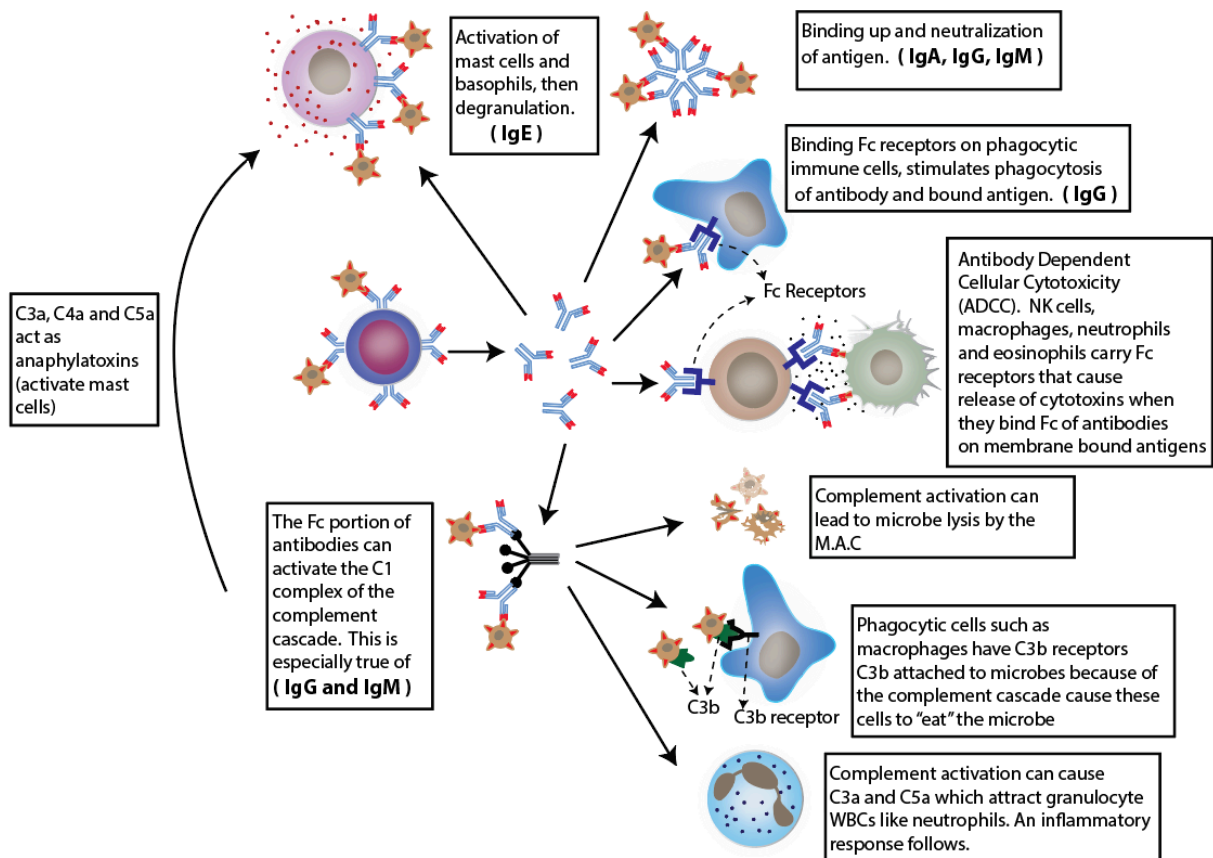 Activation of
mast cells and
basophils, then
degranulation.
( IgE )
Binding up and neutralization
of antigen. ( IgA, IgG, IgM )
Binding Fc receptors on phagocytic
immune cells, stimulates phagocytosis
of antibody and bound antigen. ( IgG )
Fc Receptors
Antibody Dependent
Cellular Cytotoxicity
(ADCC). NK cells,
macrophages, neutrophils
and eosinophils carry Fc
receptors that cause
release of cytotoxins when
they bind Fc of antibodies
on membrane bound antigens
C3a, C4a and C5a
act as
anaphylatoxins
(activate mast
cells)
The Fc portion of
antibodies can
activate the C1
complex of the
complement
cascade. This is
especially true of
( IgG and IgM )
Complement activation can
lead to microbe lysis by the
M.A.C
Phagocytic cells such as
macrophages have C3b receptors
C3b attached to microbes because of
the complement cascade cause these
cells to “eat” the microbe
C3b
C3b receptor
Complement activation can cause
C3a and C5a which attract granulocyte
WBCs like neutrophils. An inflammatory
response follows.